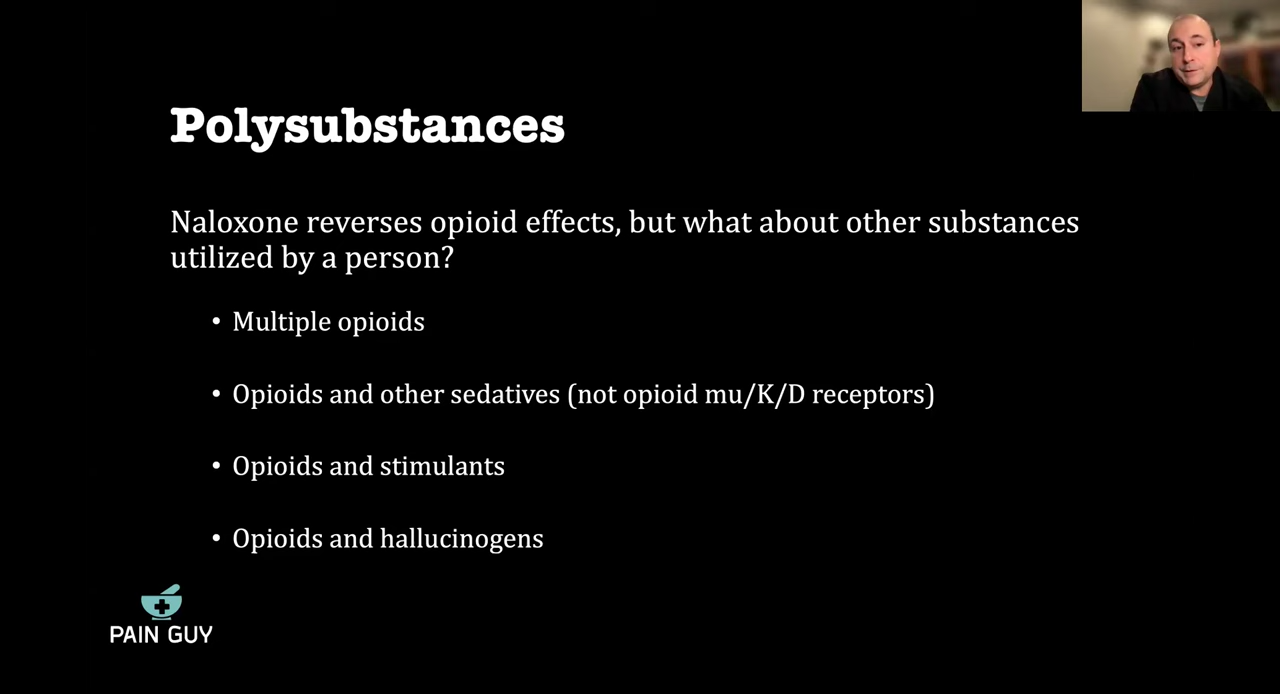 Polysubstances
Naloxone reverses opioid effects, but what about other substances
utilized by a person?
• Multiple opioids
• Opioids and other sedatives (not opioid mu/K/D receptors)
• Opioids and stimulants
• Opioids and hallucinogens
PAIN GUY